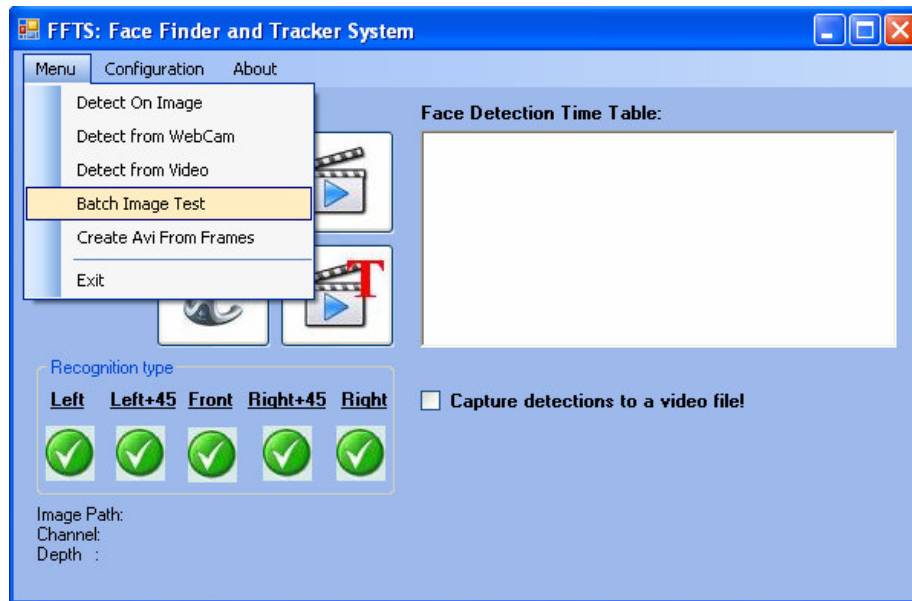 FFTS: Face Finder and Tracker System
Menu Configuration About
Detect On Image
Detect from WebCam
Detect from Video
Batch Image Test
Create Avi From Frames
Exit
T
Face Detection Time Table:
Recognition type
Left Left+45 Front Right+45 Right
Capture detections to a video file!
Image Path:
Channel:
Depth :